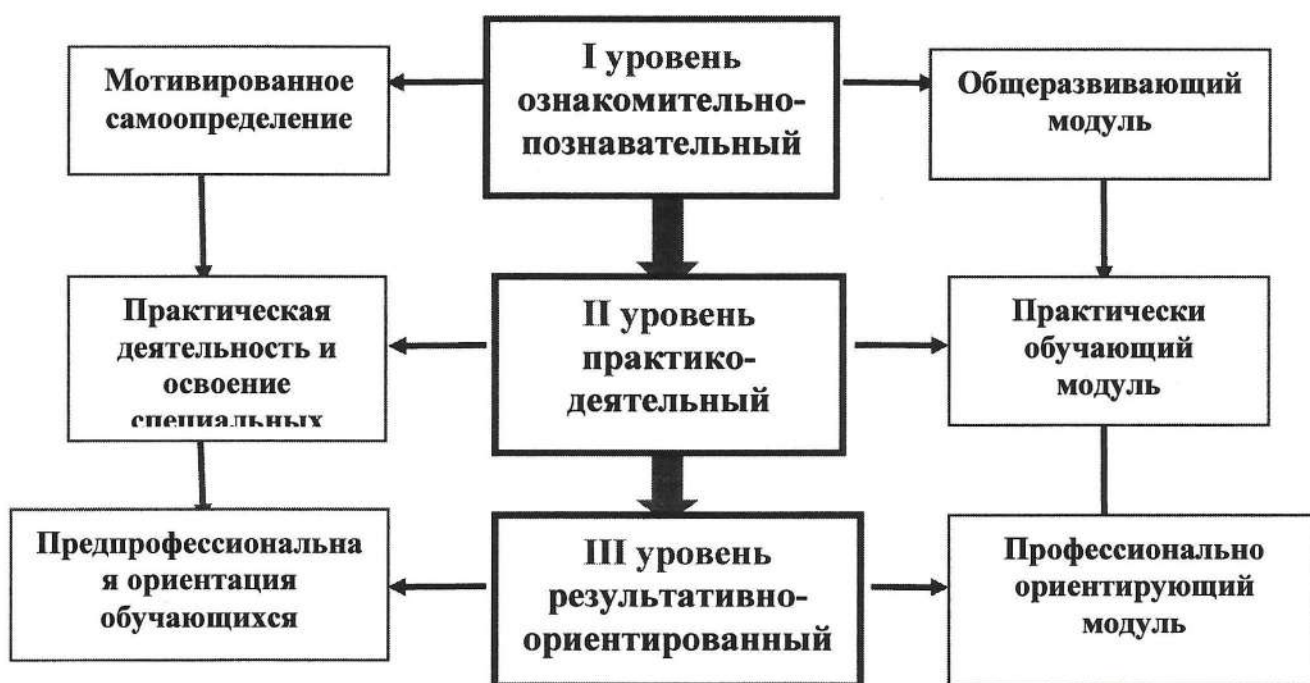 Мотивированное
самоопределение
I уровень
ознакомительно-
познавательный
Общеразвивающий
модуль
Практическая
деятельность и
освоение
специальных
II уровень
практико-
деятельный
Практически
обучающий
модуль
Предпрофессиональна
я ориентация
обучающихся
III уровень
результативно-
ориентированный
Профессионально
ориентирующий
модуль